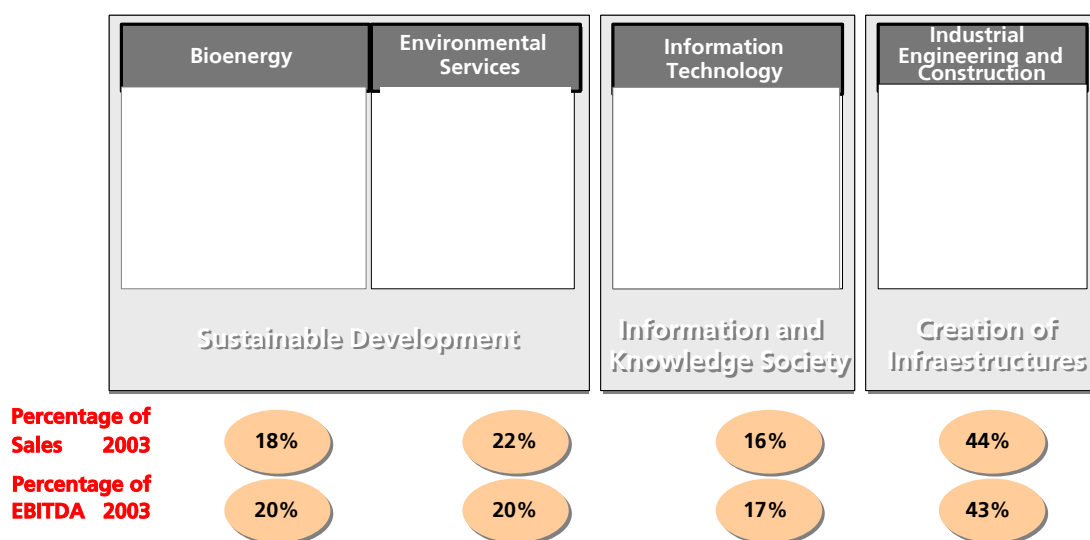 Bioenergy
Environmental
Services
Information
Technology
Industrial
Engineering and
Construction
Sustainable Development
Information and
Knowledge Society
Creation of
Infraestructures
Percentage of
Sales 2003
18%
22%
16%
44%
Percentage of
EBITDA 2003
20%
20%
17%
43%